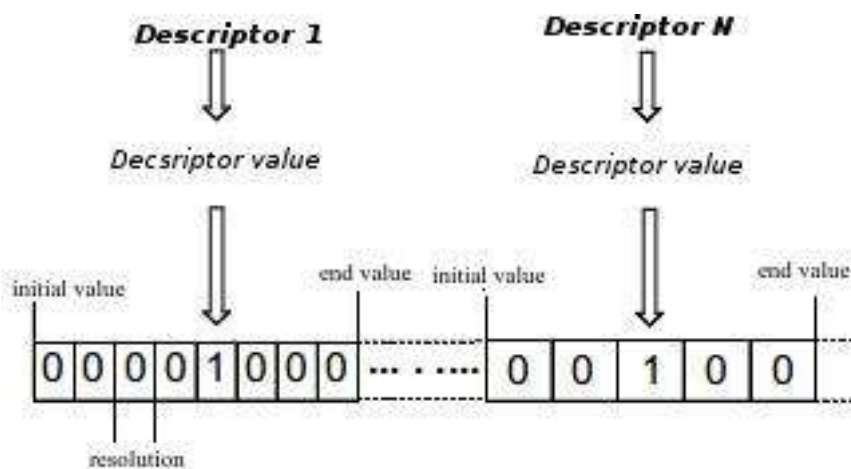 Descriptor 1 Descriptor N
Decsriptor value Descriptor value
initial value end value initial value end value
0 0 0 0 1 0 0 0 ... . .... 0 0 1 0 0
resolution